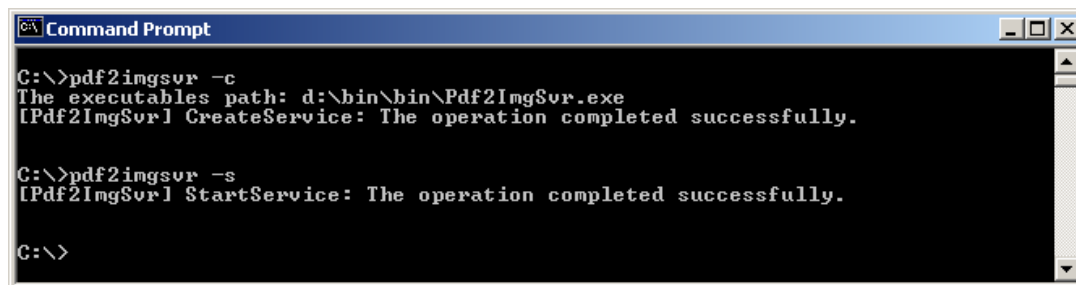 Command Prompt
C:\>pdf2imgsvr -c
The executables path: d:\bin\bin\Pdf2ImgSvr.exe
[Pdf2ImgSvr] CreateService: The operation completed successfully.
C:\>pdf2imgsvr -s
[Pdf2ImgSvr] StartService: The operation completed successfully.
C:\>